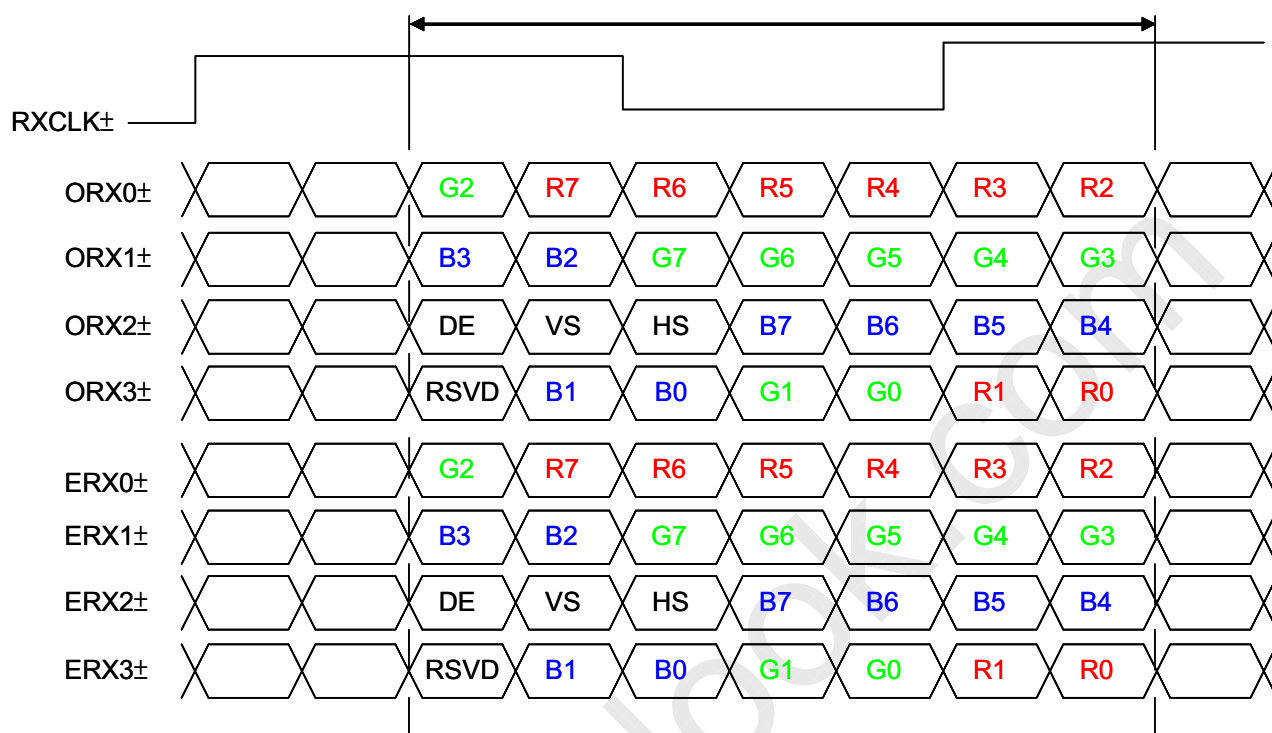 RXCLK±
ORX0± G2 R7 R6 R5 R4 R3 R2
ORX1± B3 B2 G7 G6 G5 G4 G3
ORX2± DE VS HS B7 B6 B5 B4
ORX3± RSVD B1 B0 G1 G0 R1 R0
ERX0± G2 R7 R6 R5 R4 R3 R2
ERX1± B3 B2 G7 G6 G5 G4 G3
ERX2± DE VS HS B7 B6 B5 B4
ERX3± RSVD B1 B0 G1 G0 R1 R0
look.com